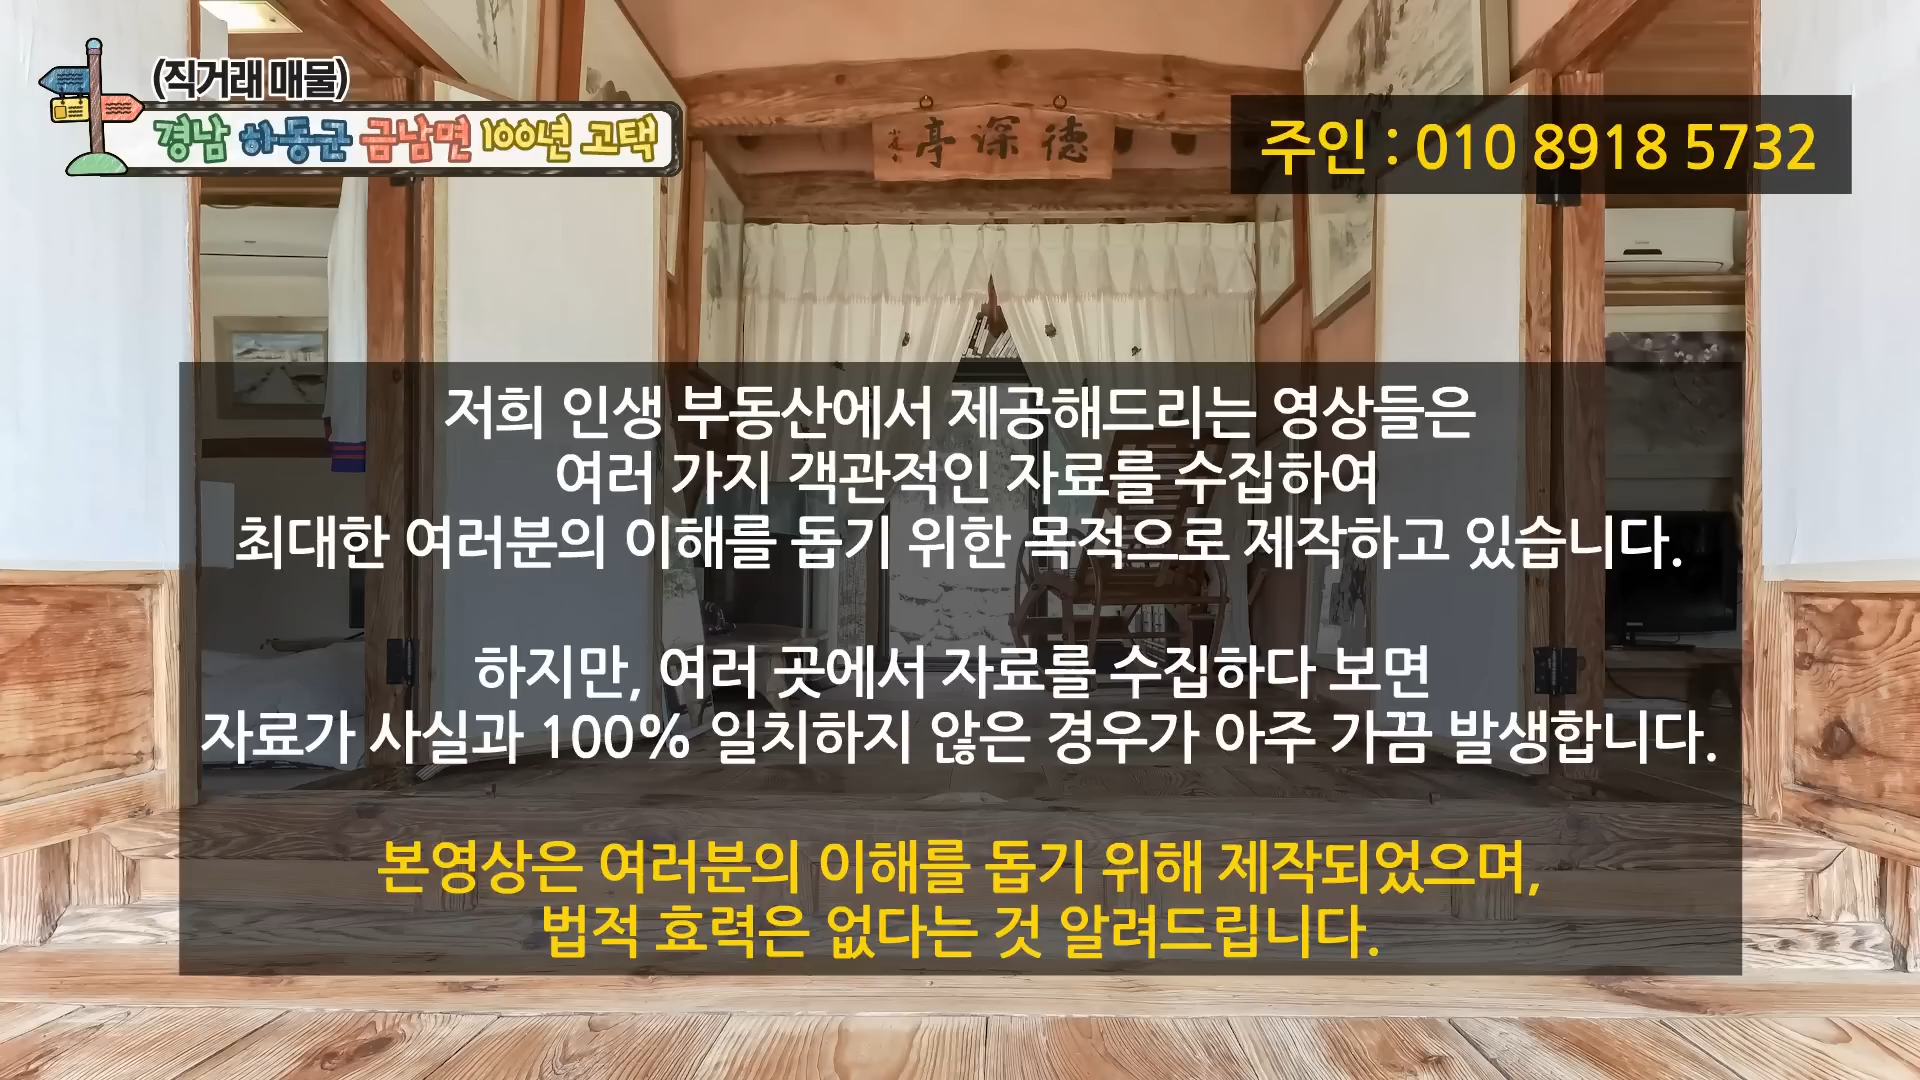 (직거래 매물)
경남 하동군 금남면 100년 고택
주인 : 010 8918 5732
亭深德
저희 인생 부동산에서 제공해드리는 영상들은
여러 가지 객관적인 자료를 수집하여
최대한 여러분의 이해를 돕기 위한 목적으로 제작하고 있습니다.
하지만, 여러 곳에서 자료를 수집하다 보면
자료가 사실과 100% 일치하지 않은 경우가 아주 가끔 발생합니다.
본영상은 여러분의 이해를 돕기 위해 제작되었으며,
법적 효력은 없다는 것 알려드립니다.